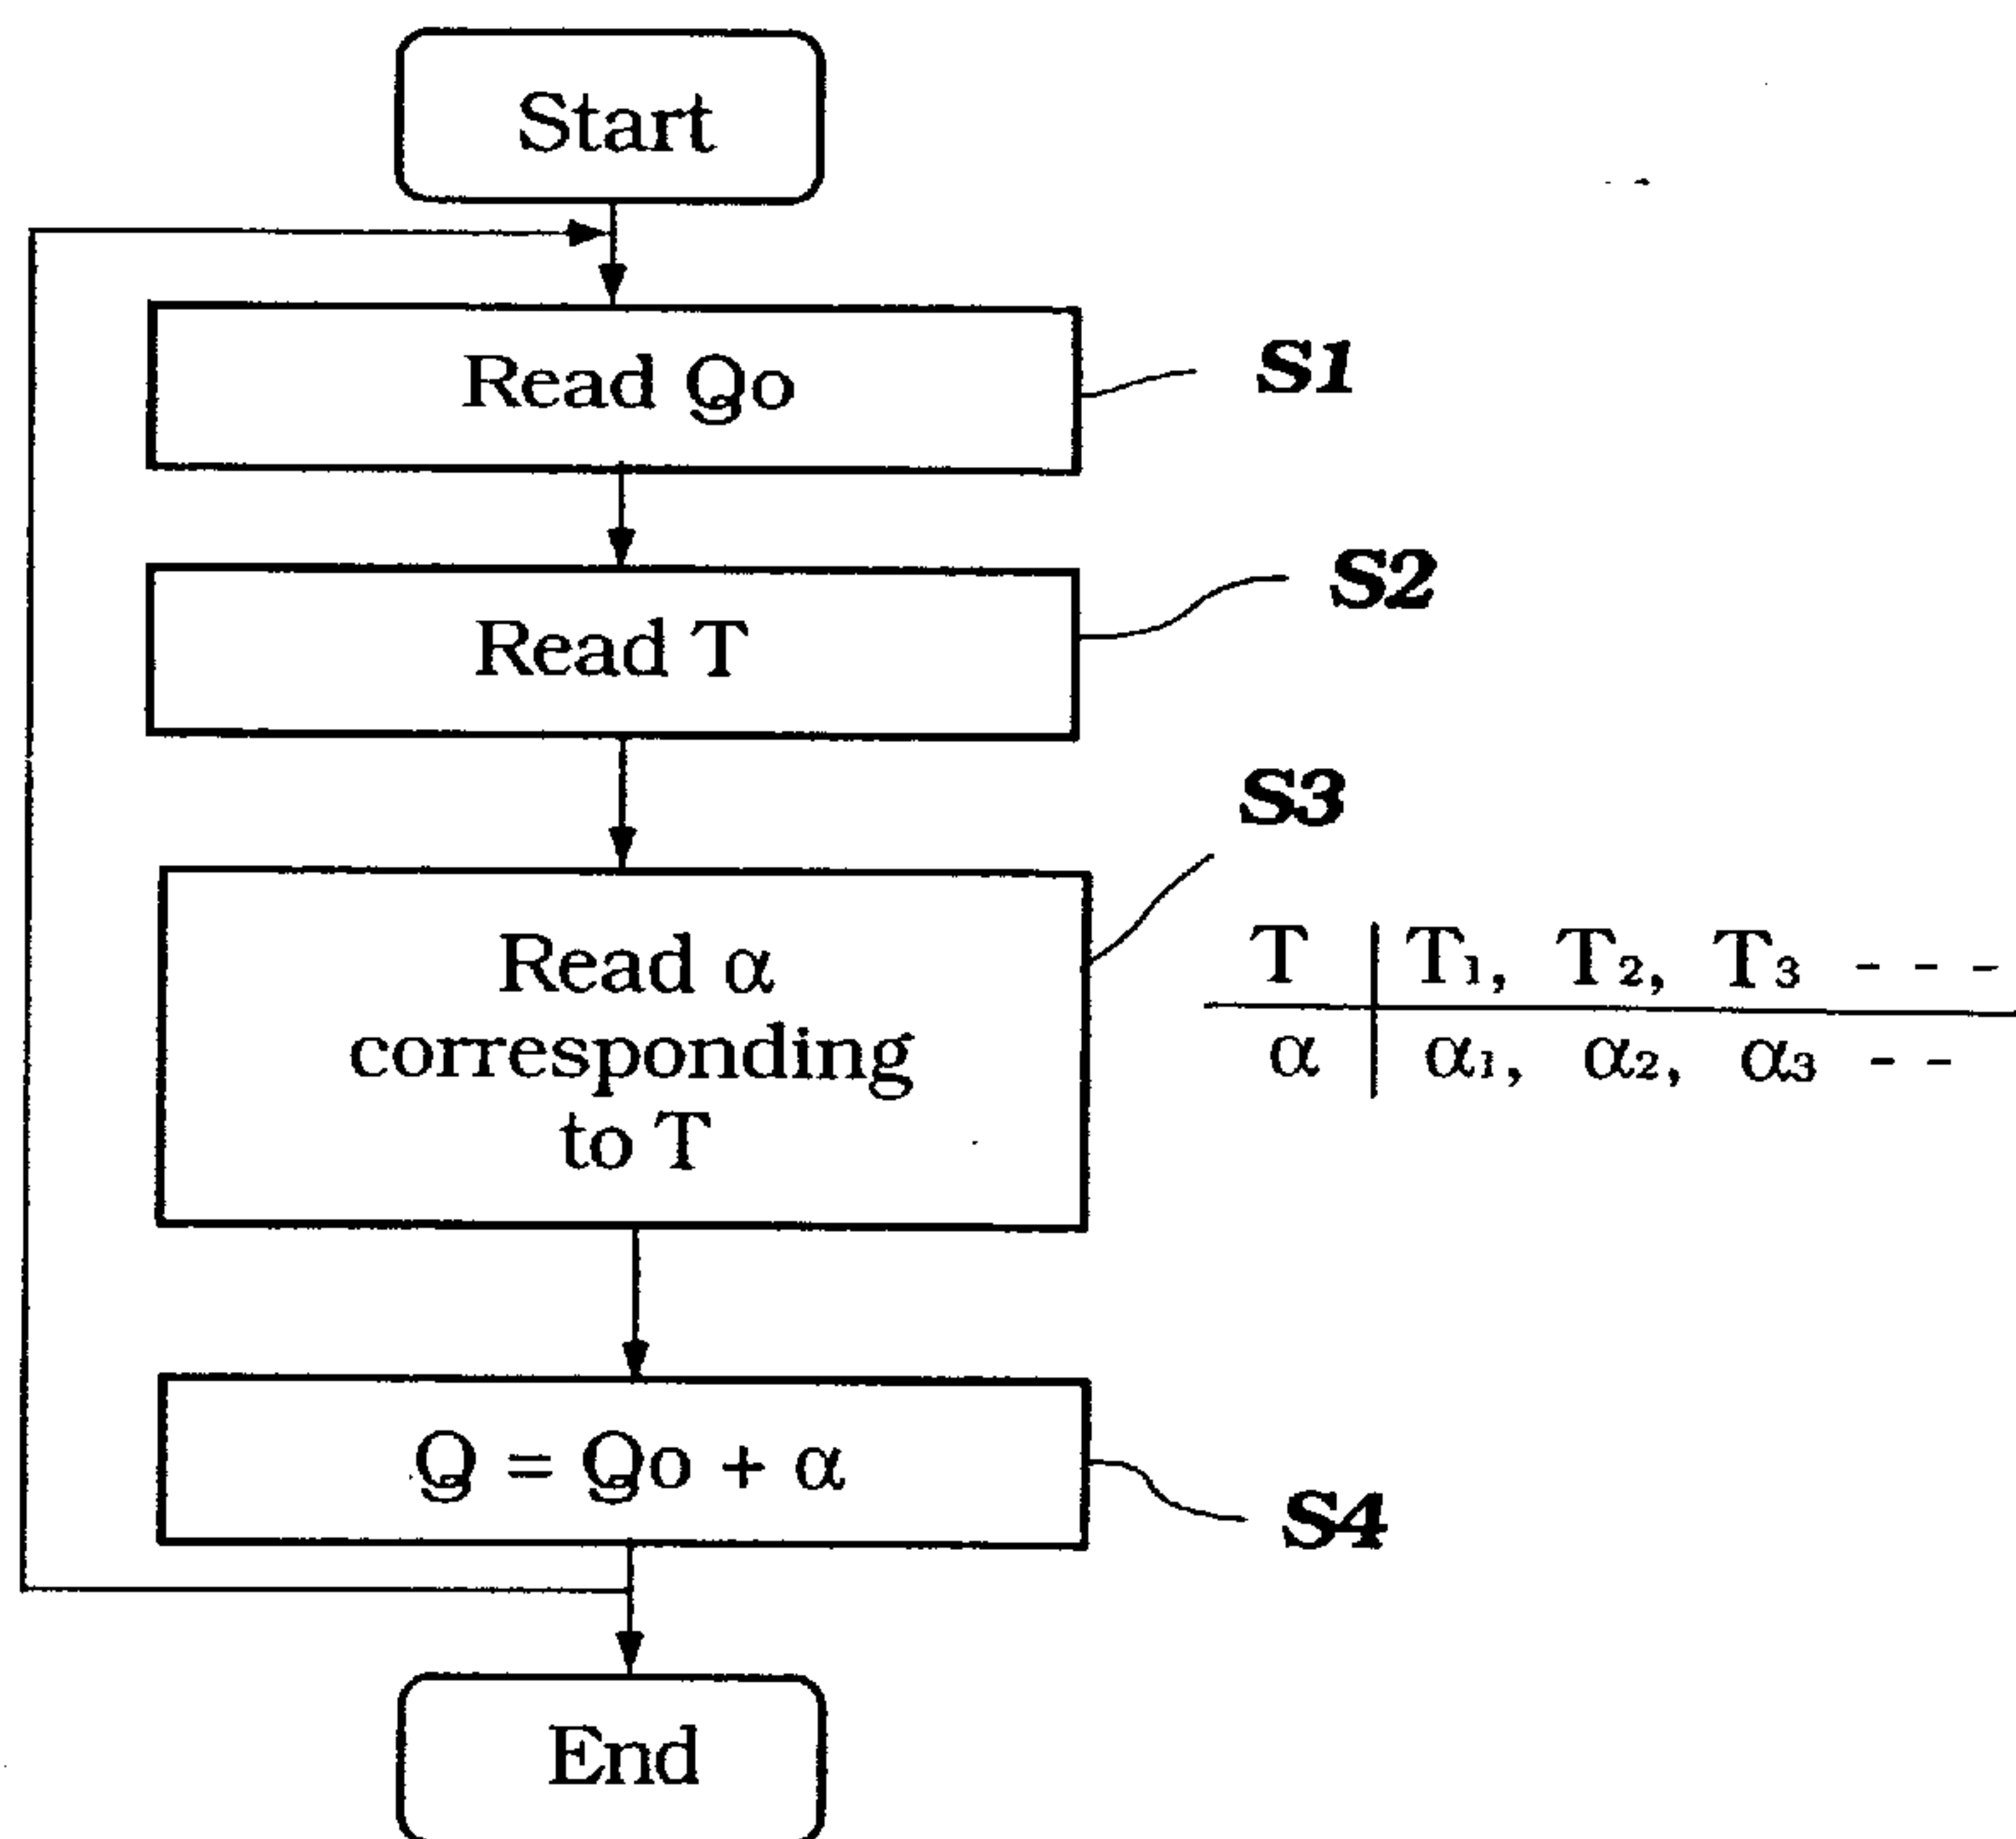 Start
Read Qo
S1
Read T
S2
S3
Read α
corresponding
to T
T | T₁, T₂, T₃ - - -
α | α₁, α₂, α₃ - -
Q = Qo + α
S4
End